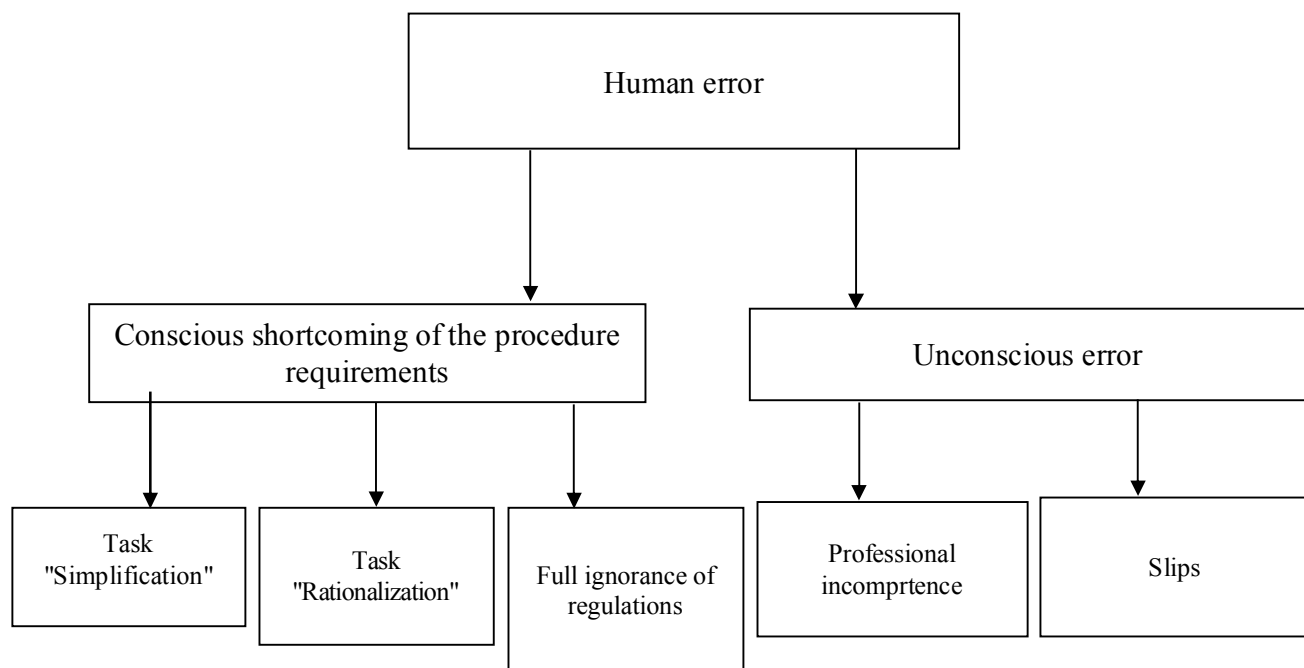 Human error
Conscious shortcoming of the procedure
requirements
Unconscious error
Task
"Simplification"
Task
"Rationalization"
Full ignorance of
regulations
Professional
incomprtence
Slips